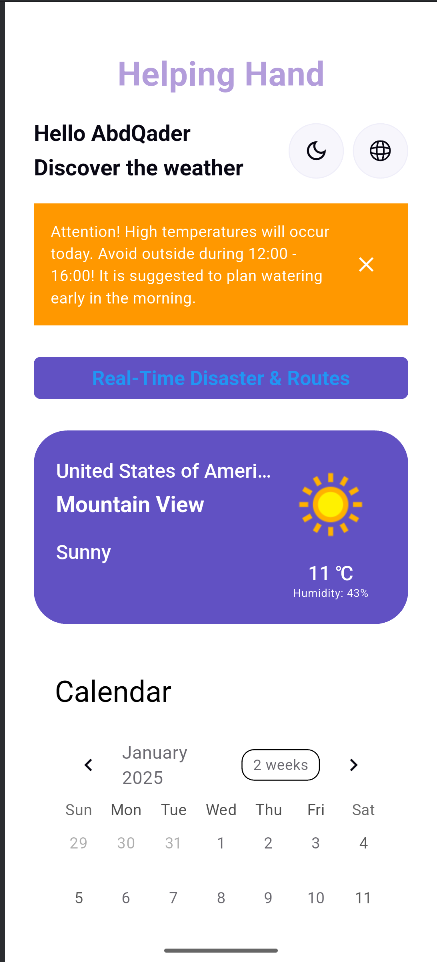 Helping Hand
Hello AbdQader
Discover the weather
Attention! High temperatures will occur
today. Avoid outside during 12:00 -
16:00! It is suggested to plan watering
early in the morning.
Real-Time Disaster & Routes
United States of Ameri...
Mountain View
Sunny
11 ℃
Humidity: 43%
Calendar
January
2025
2 weeks
Sun Mon Tue Wed Thu Fri Sat
29 30 31 1 2 3 4
5 6 7 8 9 10 11